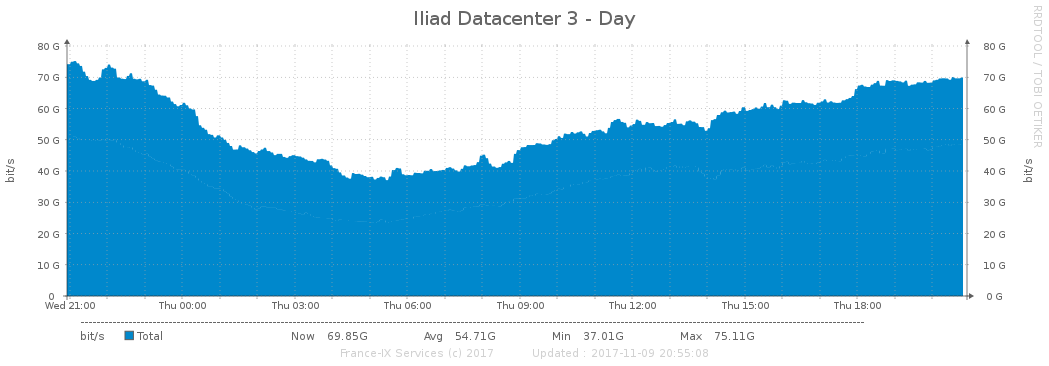 Iliad Datacenter 3 - Day
RRDTOOL / TOBI OETIKER
80 G 80 G
70 G 70 G
60 G 60 G
50 G 50 G
40 G 40 G
30 G 30 G
20 G 20 G
10 G 10 G
0 0 G
bit/s bit/s
Wed 21:00 Thu 00:00 Thu 03:00 Thu 06:00 Thu 09:00 Thu 12:00 Thu 15:00 Thu 18:00
bit/s Total Now 69.85G Avg 54.71G Min 37.01G Max 75.11G
France-IX Services (c) 2017 Updated : 2017-11-09 20:55:08